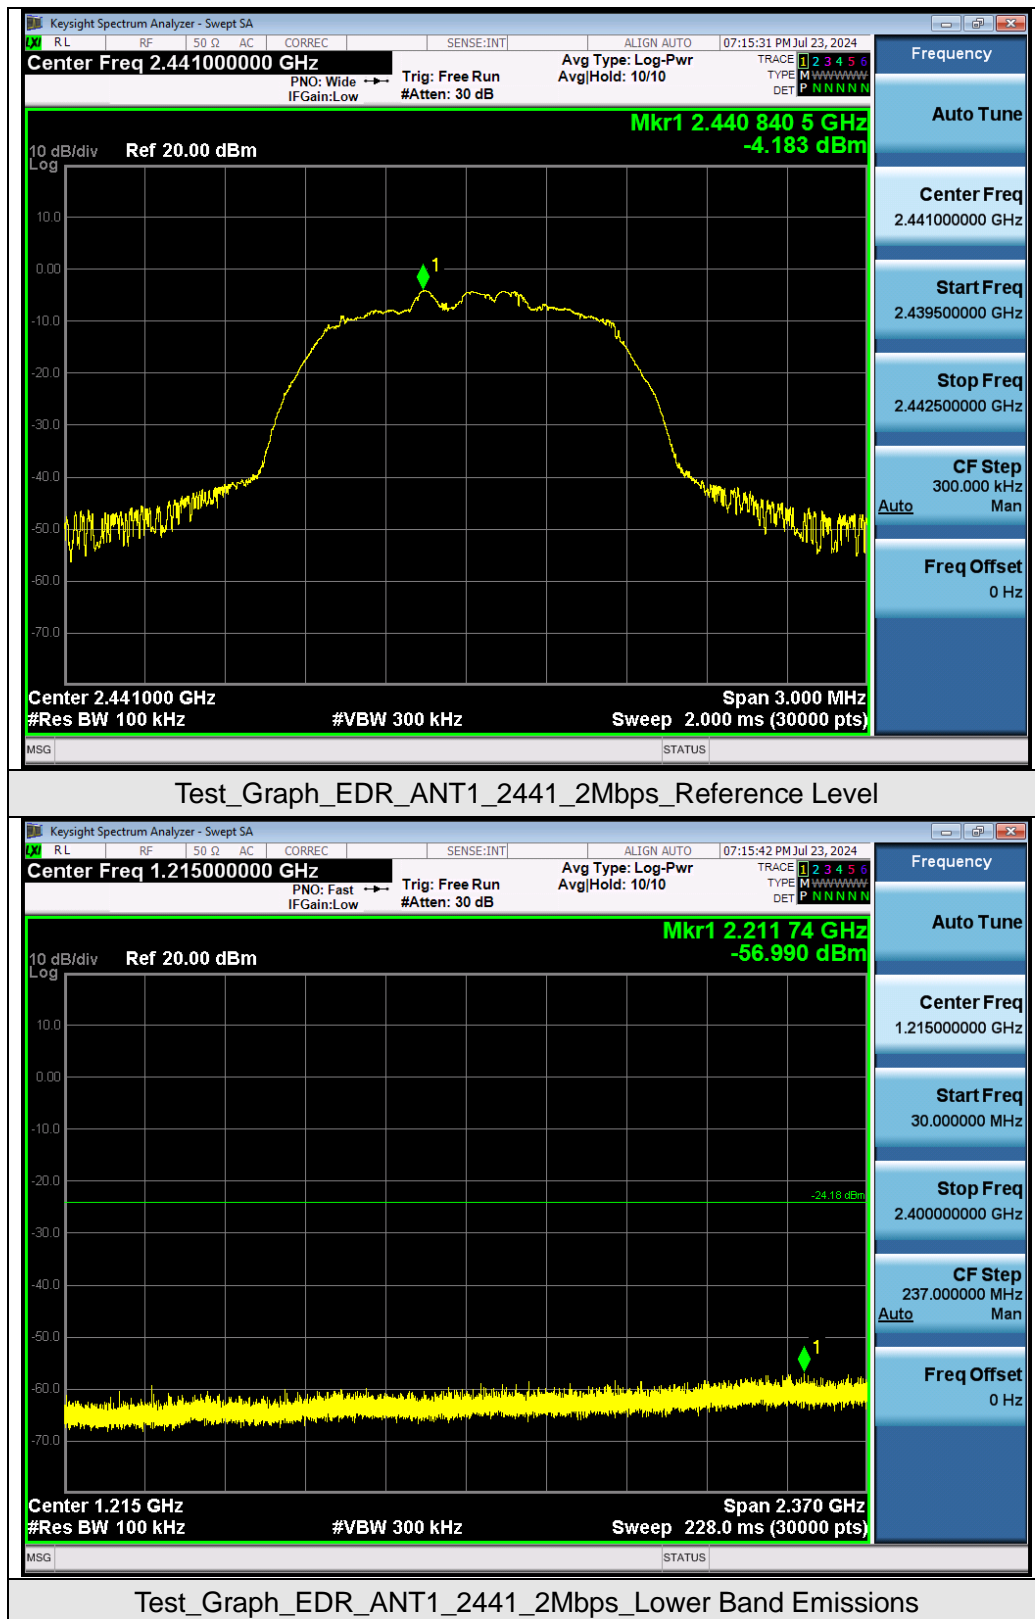 Keysight Spectrum Analyzer - Swept SA
LXI RL RF 50 Ω AC CORREC SENSE:INT ALIGN AUTO 07:15:31 PM Jul 23, 2024
Center Freq 2.441000000 GHz
PNO: Wide
IFGain:Low
Trig: Free Run
#Atten: 30 dB
Avg Type: Log-Pwr
Avg|Hold: 10/10
TRACE 1 2 3 4 5 6
TYPE M WWWWW
DET P N N N N N
Mkr1 2.440 840 5 GHz
-4.183 dBm
10 dB/div Ref 20.00 dBm
Log
10.0
0.00
1
-10.0
-20.0
-30.0
-40.0
-50.0
-60.0
-70.0
Center 2.441000 GHz Span 3.000 MHz
#Res BW 100 kHz #VBW 300 kHz Sweep 2.000 ms (30000 pts)
MSG STATUS
Frequency
Auto Tune
Center Freq
2.441000000 GHz
Start Freq
2.439500000 GHz
Stop Freq
2.442500000 GHz
CF Step
300.000 kHz
Auto Man
Freq Offset
0 Hz
Test_Graph_EDR_ANT1_2441_2Mbps_Reference Level
Keysight Spectrum Analyzer - Swept SA
LXI RL RF 50 Ω AC CORREC SENSE:INT ALIGN AUTO 07:15:42 PM Jul 23, 2024
Center Freq 1.215000000 GHz
PNO: Fast
IFGain:Low
Trig: Free Run
#Atten: 30 dB
Avg Type: Log-Pwr
Avg|Hold: 10/10
TRACE 1 2 3 4 5 6
TYPE M WWWWW
DET P N N N N N
Mkr1 2.211 74 GHz
-56.990 dBm
10 dB/div Ref 20.00 dBm
Log
10.0
0.00
-10.0
-20.0
-24.18 dBm
-30.0
-40.0
-50.0
1
-60.0
-70.0
Center 1.215 GHz Span 2.370 GHz
#Res BW 100 kHz #VBW 300 kHz Sweep 228.0 ms (30000 pts)
MSG STATUS
Frequency
Auto Tune
Center Freq
1.215000000 GHz
Start Freq
30.000000 MHz
Stop Freq
2.400000000 GHz
CF Step
237.000000 MHz
Auto Man
Freq Offset
0 Hz
Test_Graph_EDR_ANT1_2441_2Mbps_Lower Band Emissions